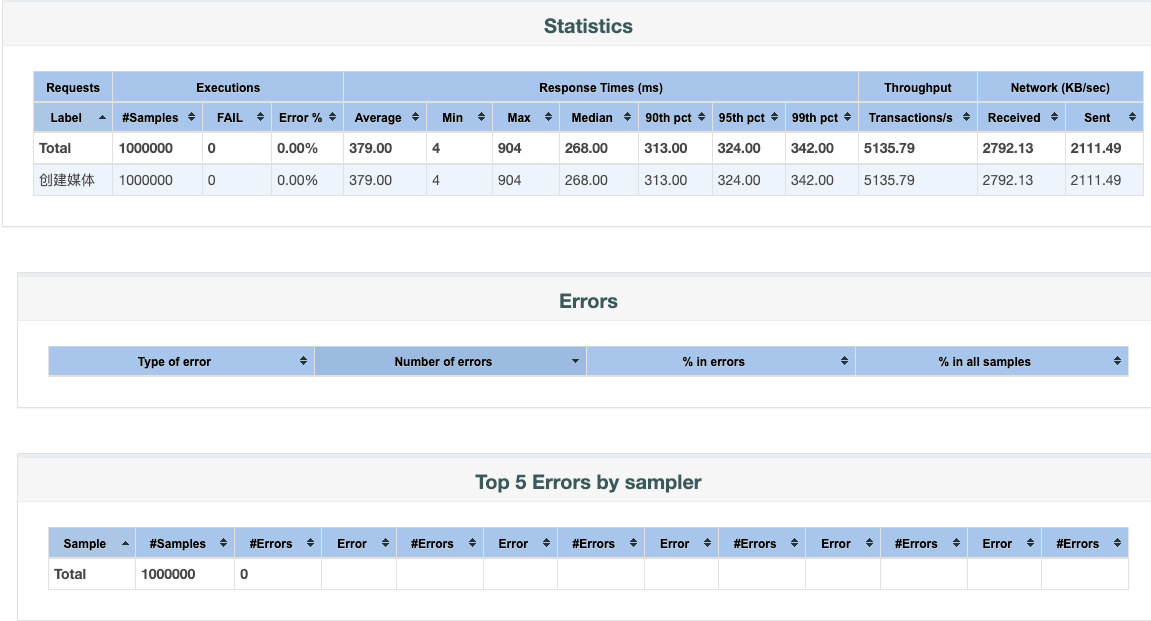 Statistics
Requests Executions Response Times (ms) Throughput Network (KB/sec)
Label #Samples FAIL Error % Average Min Max Median 90th pct 95th pct 99th pct Transactions/s Received Sent
Total 1000000 0 0.00% 379.00 4 904 268.00 313.00 324.00 342.00 5135.79 2792.13 2111.49
创建媒体 1000000 0 0.00% 379.00 4 904 268.00 313.00 324.00 342.00 5135.79 2792.13 2111.49
Errors
Type of error Number of errors % in errors % in all samples
Top 5 Errors by sampler
Sample #Samples #Errors Error #Errors Error #Errors Error #Errors Error #Errors Error #Errors
Total 1000000 0